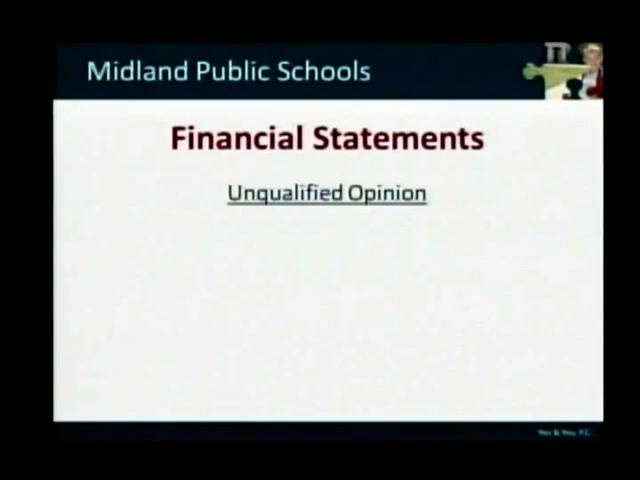 Midland Public Schools
Financial Statements
Unqualified Opinion